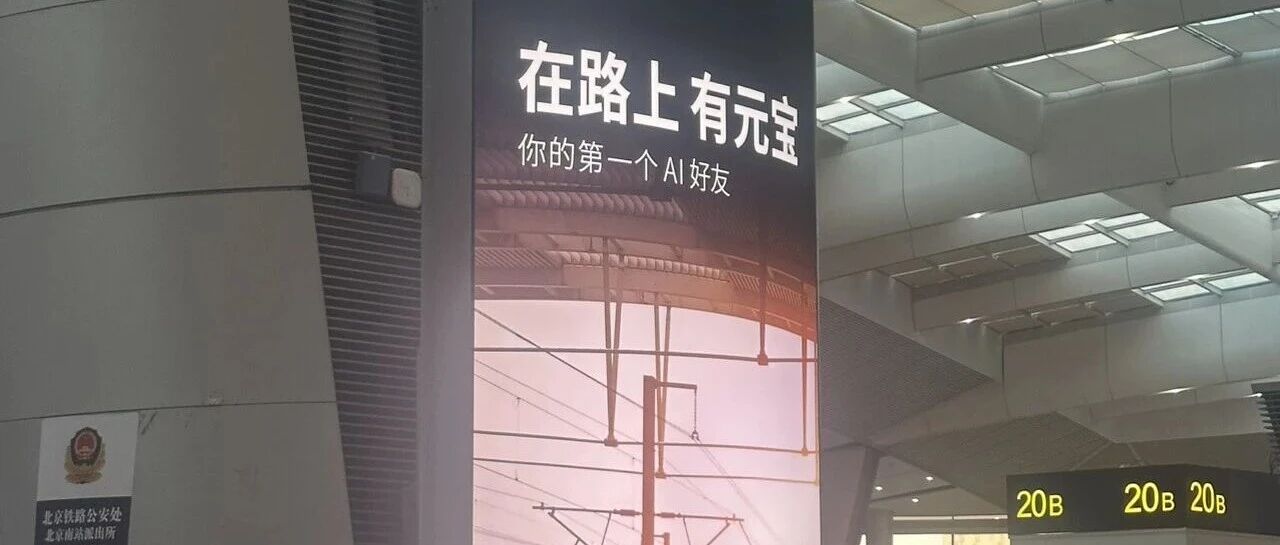 在路上 有元宝
你的第一个 AI 好友
北京铁路公安处
北京南站派出所
20B
20B
20B